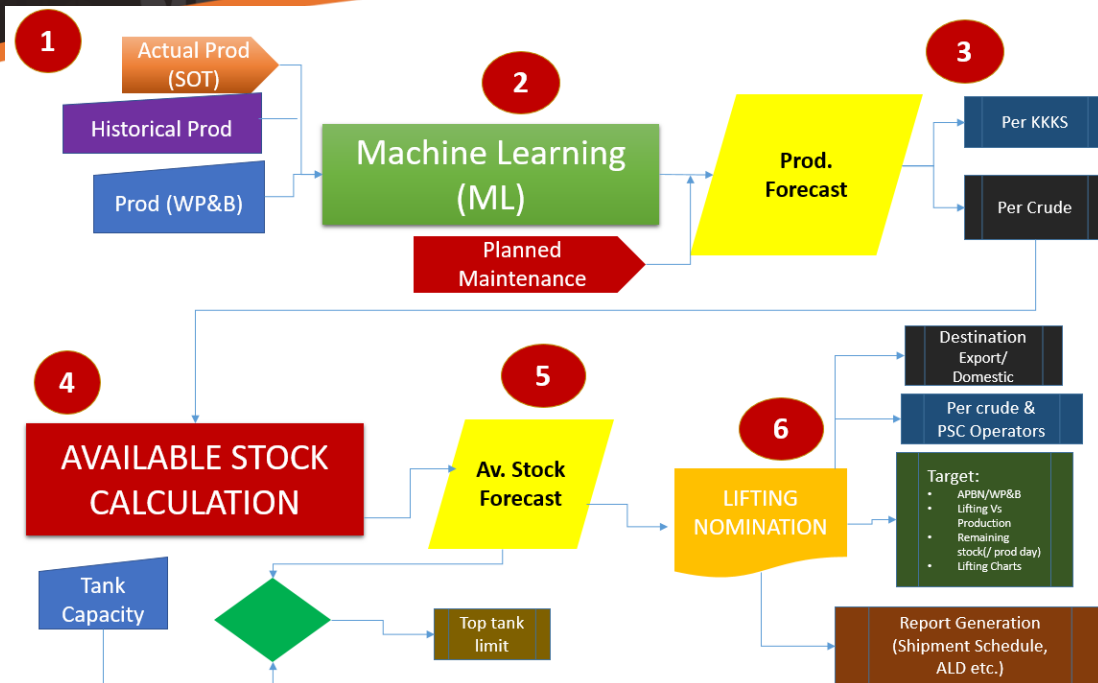 1
Actual Prod
(SOT)
Historical Prod
Prod (WP&B)
2
Machine Learning
(ML)
Planned
Maintenance
Prod.
Forecast
3
Per KKKS
Per Crude
4
AVAILABLE STOCK
CALCULATION
5
Av. Stock
Forecast
6
LIFTING
NOMINATION
Destination
Export/
Domestic
Per crude &
PSC Operators
Target:
• APBN/WP&B
• Lifting Vs
Production
• Remaining
stock(/ prod day)
• Lifting Charts
Tank
Capacity
Top tank
limit
Report Generation
(Shipment Schedule,
ALD etc.)